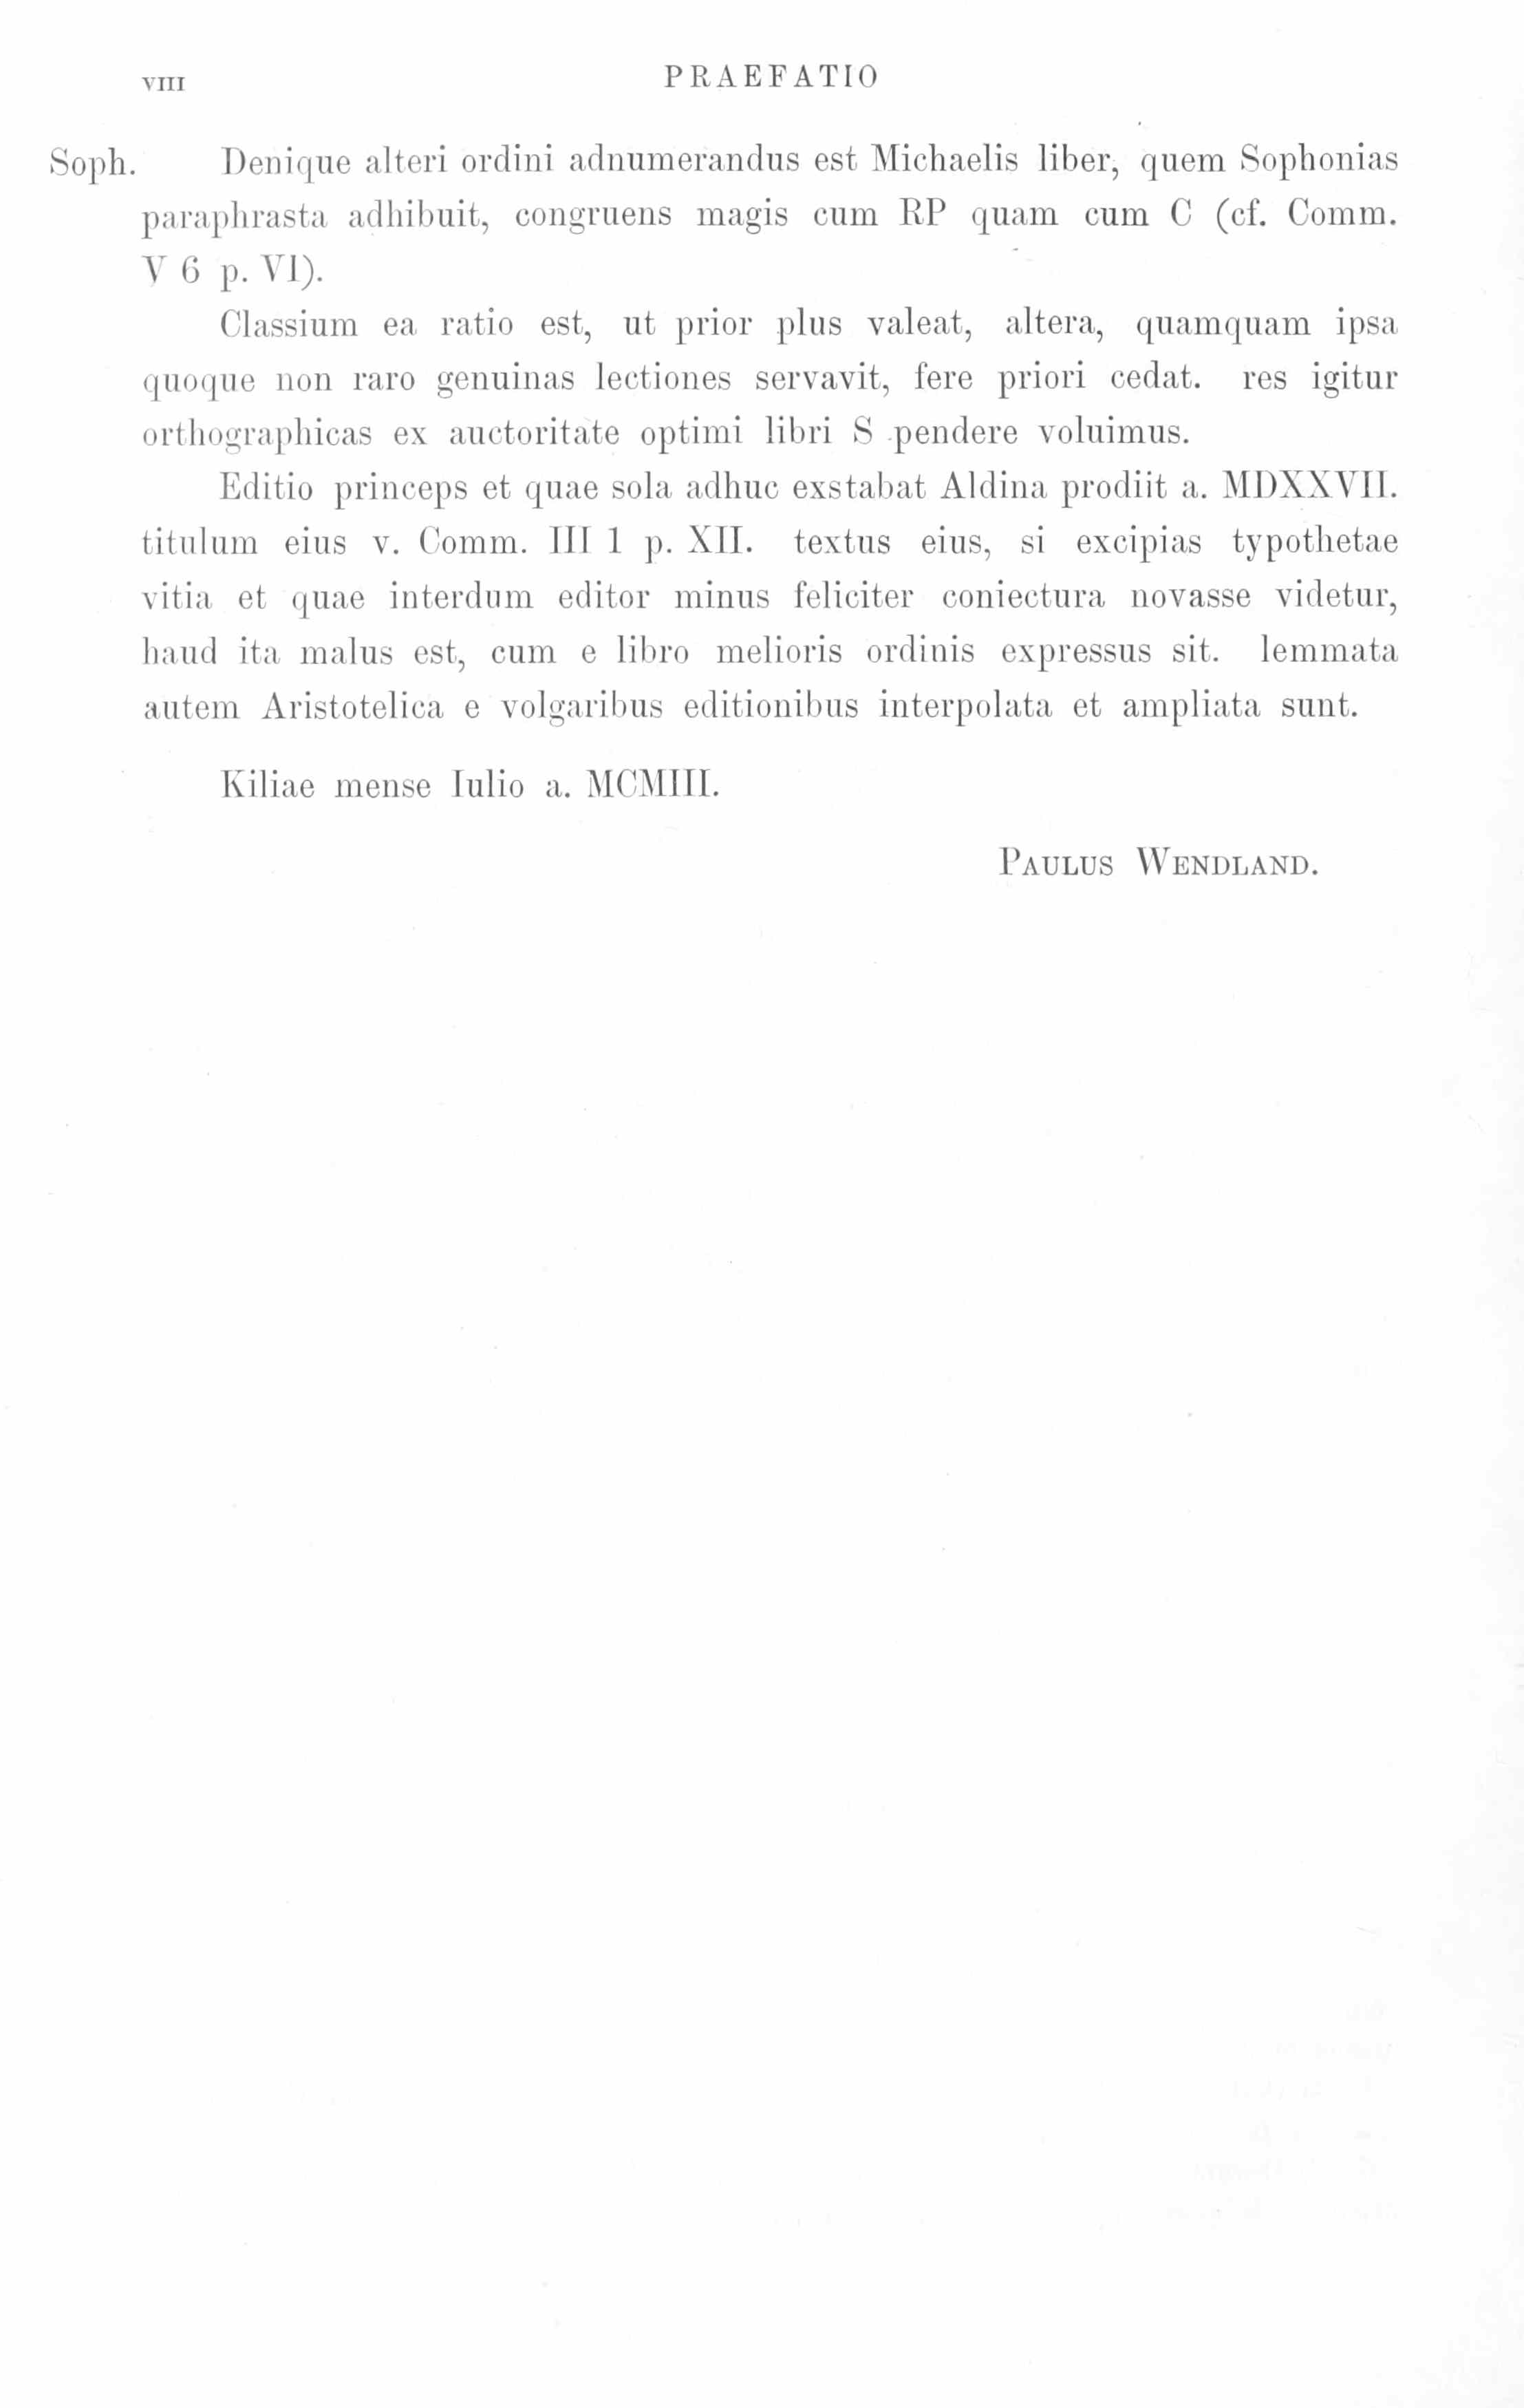 VIII PRAEFATIO
Soph. Denique alteri ordini adnumerandus est Michaelis liber, quem Sophonias
paraphrasta adhibuit, congruens magis cum RP quam cum C (cf. Comm.
V 6 p. VI).
Classium ea ratio est, ut prior plus valeat, altera, quamquam ipsa
quoque non raro genuinas lectiones servavit, fere priori cedat. res igitur
orthographicas ex auctoritate optimi libri S pendere voluimus.
Editio princeps et quae sola adhuc exstabat Aldina prodiit a. MDXXVII.
titulum eius v. Comm. III 1 p. XII. textus eius, si excipias typothetae
vitia et quae interdum editor minus feliciter coniectura novasse videtur,
haud ita malus est, cum e libro melioris ordinis expressus sit. lemmata
autem Aristotelica e volgaribus editionibus interpolata et ampliata sunt.
Kiliae mense Iulio a. MCMIII.
PAULUS WENDLAND.